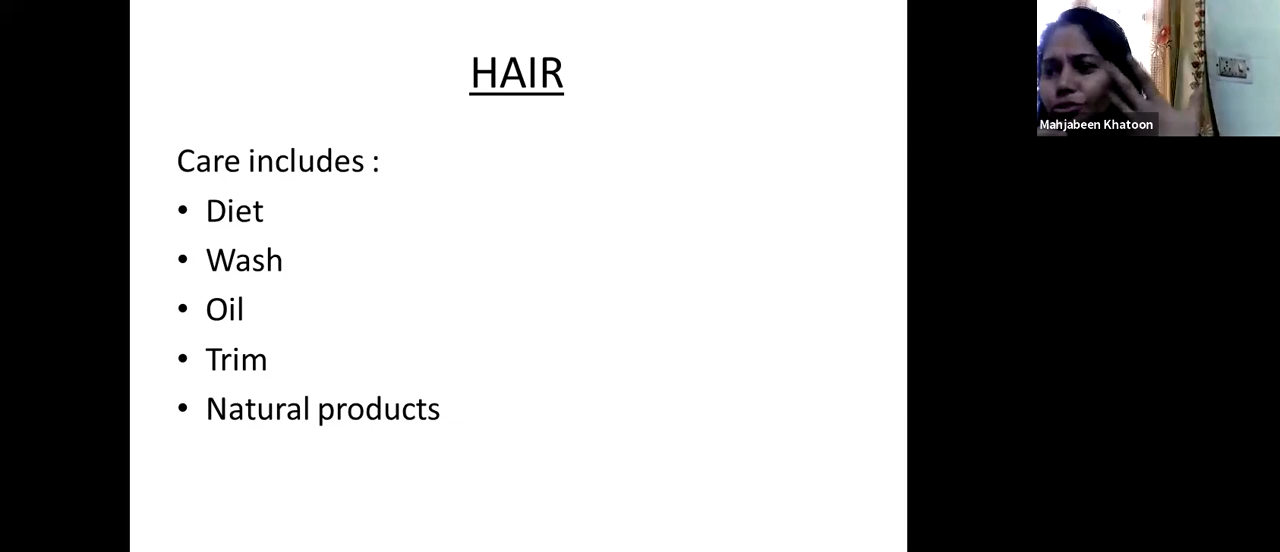 HAIR
Care includes :
• Diet
• Wash
• Oil
• Trim
• Natural products
Mahjabeen Khatoon